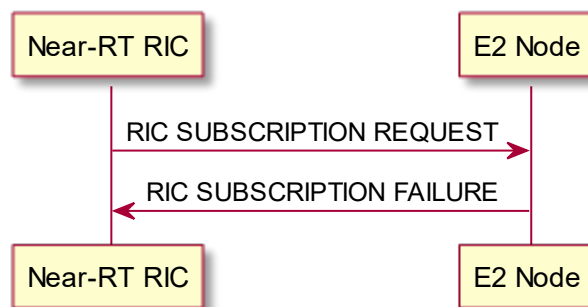 Near-RT RIC
E2 Node
RIC SUBSCRIPTION REQUEST
RIC SUBSCRIPTION FAILURE
Near-RT RIC
E2 Node